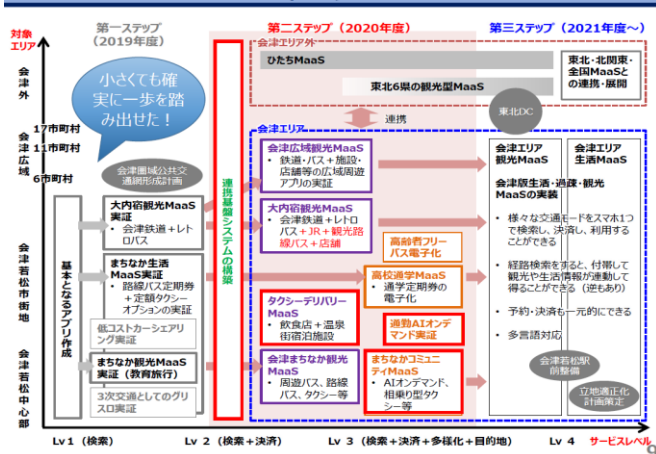 対象
エリア
第一ステップ
（2019年度）
第二ステップ（2020年度）
第三ステップ（2021年度～）
会津外
会津広域
17市町村
11市町村
6市町村
会津若松市街地
会津若松中心部
小さくても確
実に一歩を踏
み出せた！
会津圏域公共交
通網形成計画
基本となるアプリ作成
大内宿観光MaaS
実証
• 会津鉄道＋レト
ロバス
まちなか生活
MaaS実証
• 路線バス定期券
＋定額タクシー
オプションの実証
低コストカーシェアリ
ング実証
まちなか観光MaaS
実証（教育旅行）
3次交通としてのグリ
スロ実証
連携基盤システムの構築
会津エリア外
ひたちMaaS
東北6県の観光型MaaS
東北・北関東・
全国MaaSと
の連携・展開
連携
東北DC
会津エリア
会津広域観光MaaS
• 鉄道・バス＋施設・
店舗等の広域周遊
アプリの実証
大内宿観光MaaS
• 会津鉄道＋レトロ
バス＋JR＋観光路
線バス＋店舗
高齢者フリー
パス電子化
高校通学MaaS
• 通学定期券の
電子化
タクシーデリバリー
MaaS
• 飲食店＋温泉
街宿泊施設
通勤AIオンデ
マンド実証
会津まちなか観光
MaaS
• 周遊バス、路線
バス、タクシー等
まちなかコミュニ
ティMaaS
• AIオンデマンド、
相乗り型タク
シー等
会津エリア
観光MaaS
会津エリア
生活MaaS
会津版生活・過疎・観光
MaaSの実装
• 様々な交通モードをスマホ1つ
で検索し、決済し、利用する
ことができる
• 経路検索をすると、付帯して
観光や生活情報が連動して
得ることができる（逆もあり）
• 予約・決済も一元的にできる
• 多言語対応
会津若松駅
前整備
立地適正化
計画策定
Lv 1（検索）
Lv 2（検索＋決済）
Lv 3（検索＋決済＋多様化＋目的地）
Lv 4
サービスレベル